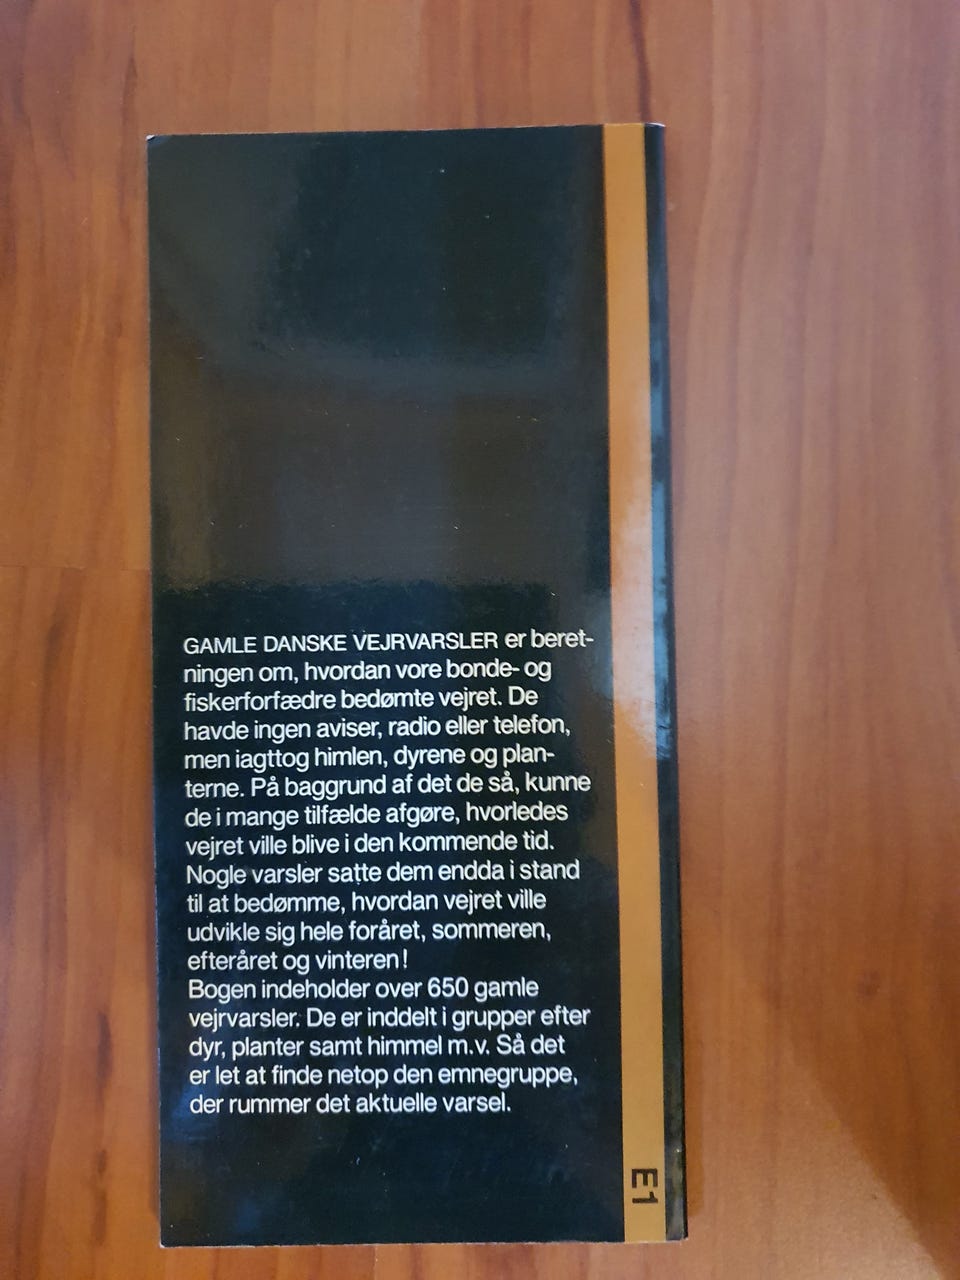 GAMLE DANSKE VEJRVARSLER er beret-
ningen om, hvordan vore bonde- og
fiskerforfædre bedømte vejret. De
havde ingen aviser, radio eller telefon,
men iagttog himlen, dyrene og plan-
terne. På baggrund af det de så, kunne
de i mange tilfælde afgøre, hvorledes
vejret ville blive i den kommende tid.
Nogle varsler satte dem endda i stand
til at bedømme, hvordan vejret ville
udvikle sig hele foråret, sommeren,
efteråret og vinteren!
Bogen indeholder over 650 gamle
vejrvarsler. De er inddelt i grupper efter
dyr, planter samt himmel m.v. Så det
er let at finde netop den emnegruppe,
der rummer det aktuelle varsel.
E1